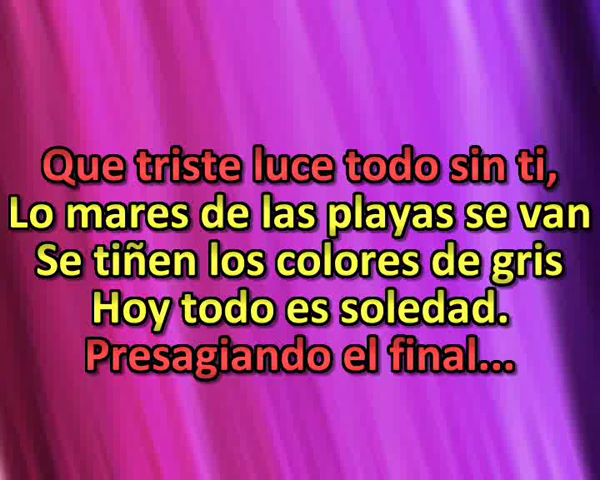 Que triste luce todo sin ti,
Lo mares de las playas se van
Se tiñen los colores de gris
Hoy todo es soledad.
Presagiando el final...